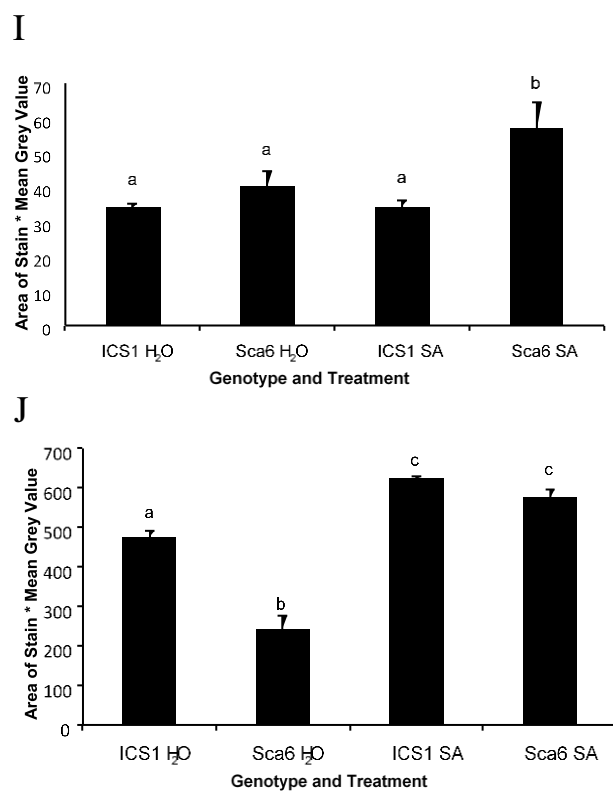 I
Area of Stain * Mean Grey Value
70
60
50
40
30
20
10
0
a
a
a
b
ICS1 H2O
Sca6 H2O
ICS1 SA
Sca6 SA
Genotype and Treatment
J
Area of Stain * Mean Grey Value
700
600
500
400
300
200
100
0
a
b
c
c
ICS1 H2O
Sca6 H2O
ICS1 SA
Sca6 SA
Genotype and Treatment